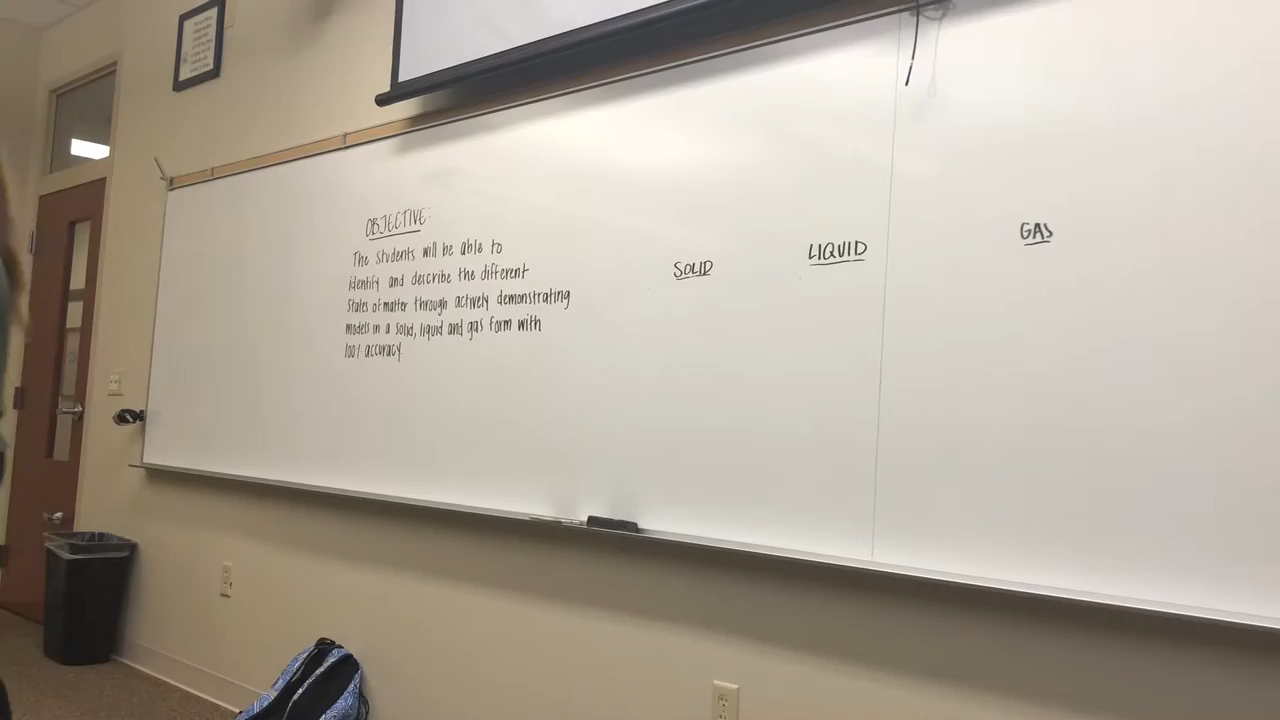 OBJECTIVE:
The students will be able to
identify and describe the different
States of matter through actively demonstrating
models in a solid, liquid and gas form with
100% accuracy.
SOLID
LIQUID
GAS